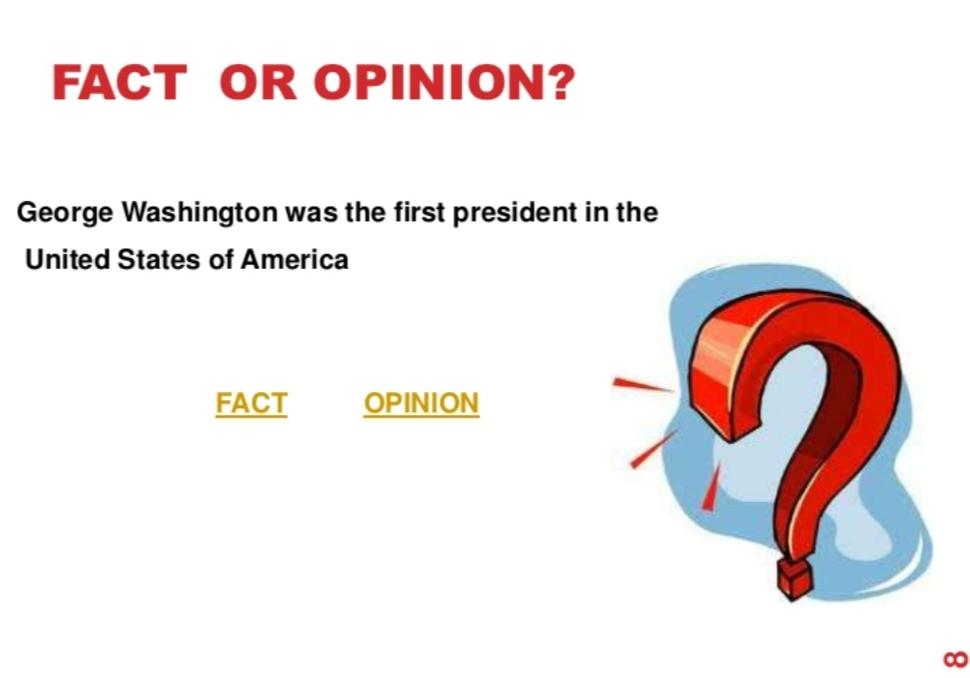 FACT OR OPINION?
George Washington was the first president in the
United States of America
FACT OPINION
8